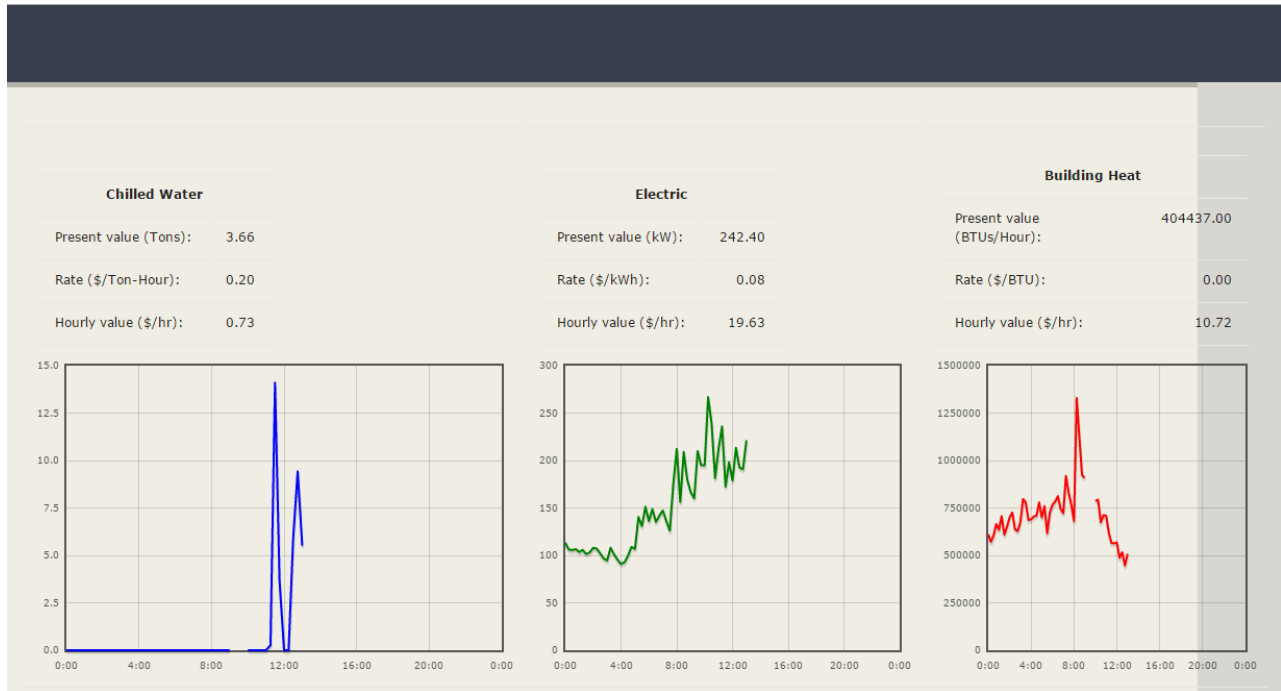 Chilled Water
Present value (Tons): 3.66
Rate ($/Ton-Hour): 0.20
Hourly value ($/hr): 0.73
15.0
12.5
10.0
7.5
5.0
2.5
0.0
0:00 4:00 8:00 12:00 16:00 20:00 0:00
Electric
Present value (kW): 242.40
Rate ($/kWh): 0.08
Hourly value ($/hr): 19.63
300
250
200
150
100
50
0
0:00 4:00 8:00 12:00 16:00 20:00 0:00
Building Heat
Present value 404437.00
(BTUs/Hour):
Rate ($/BTU): 0.00
Hourly value ($/hr): 10.72
1500000
1250000
1000000
750000
500000
250000
0
0:00 4:00 8:00 12:00 16:00 20:00 0:00